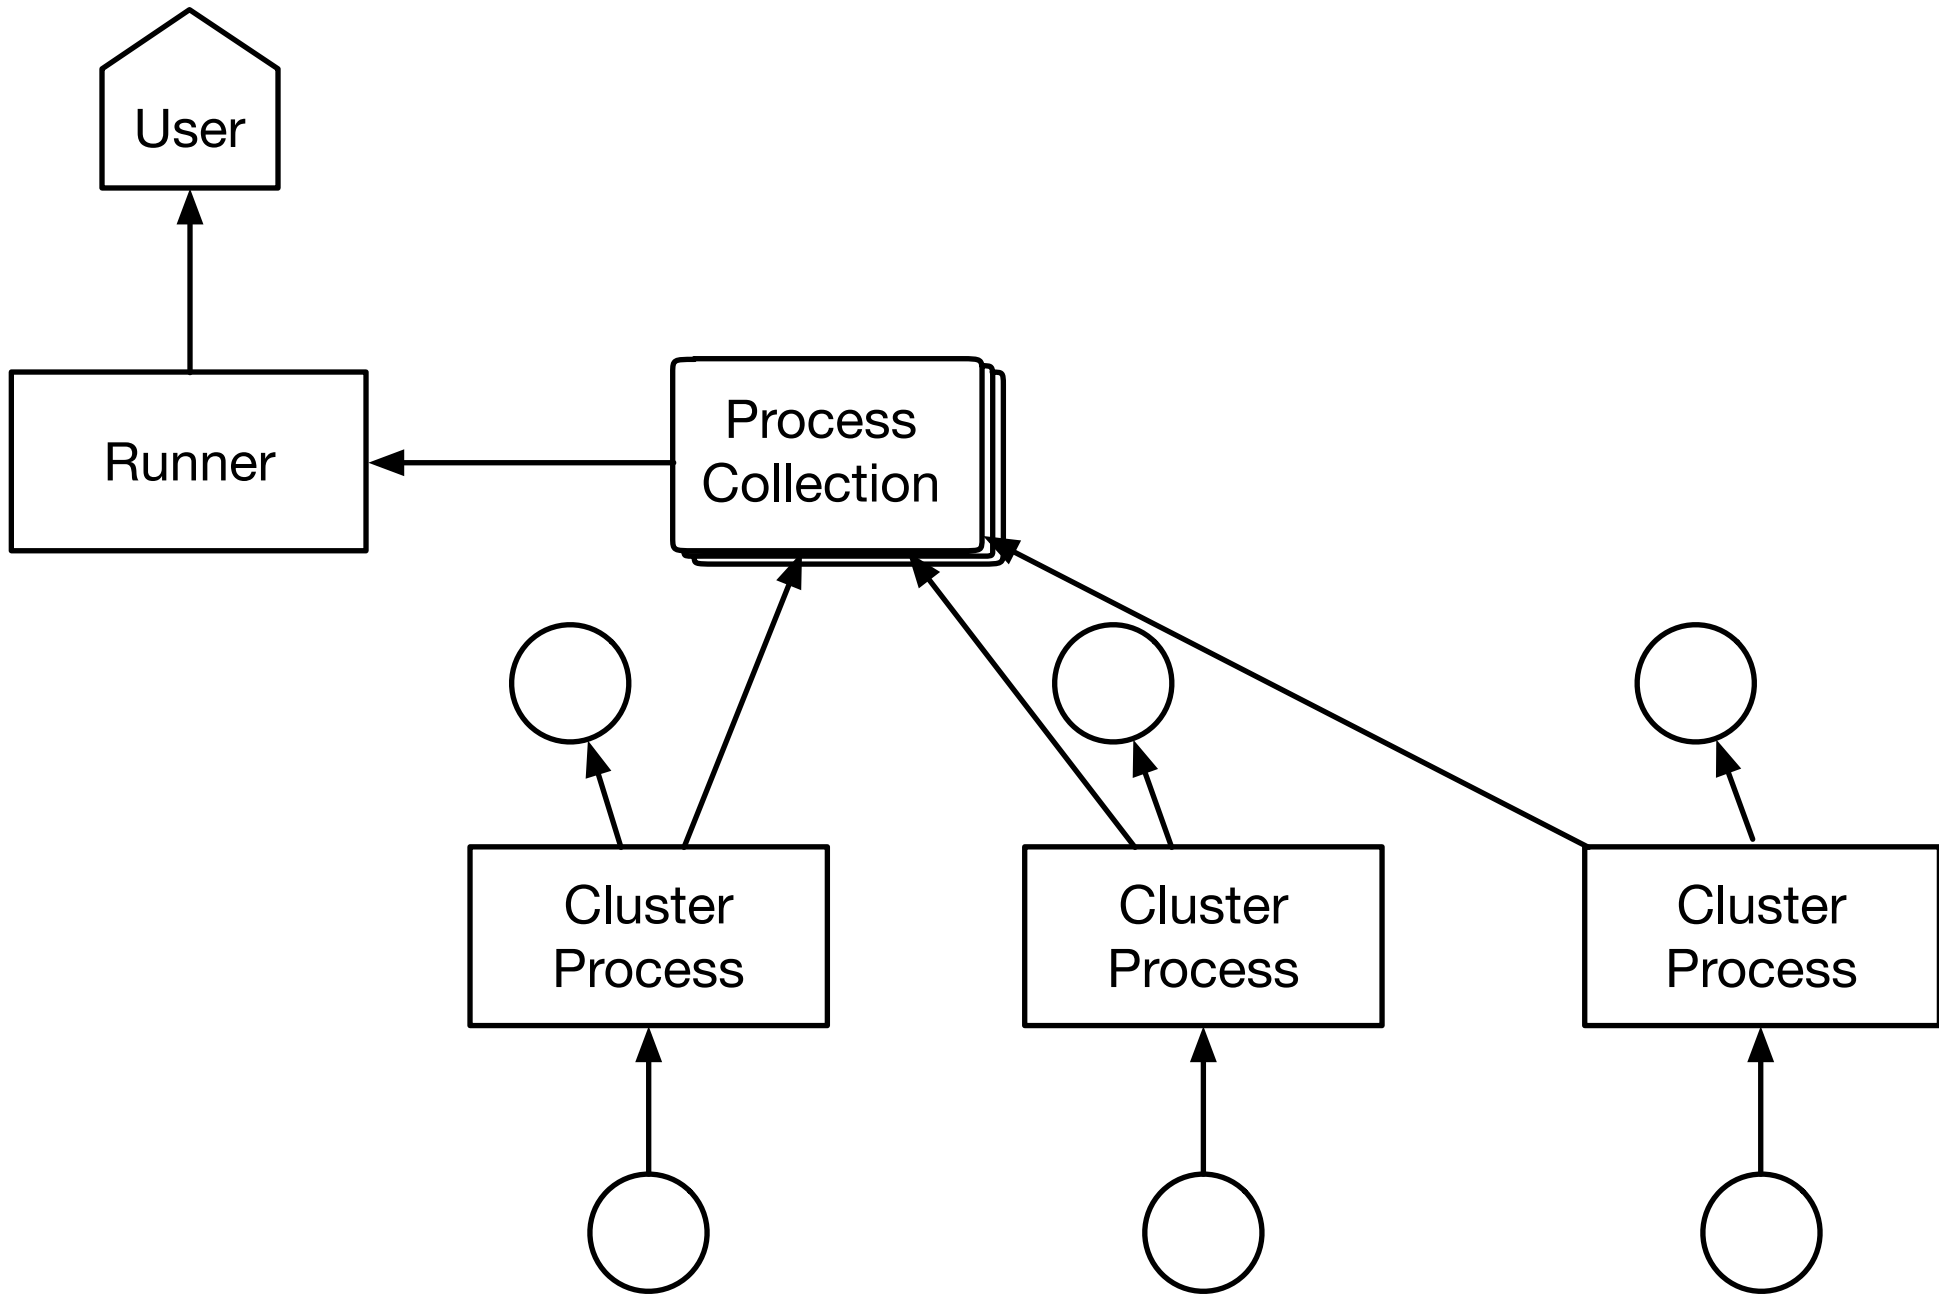 User
Runner
Process
Collection
Cluster
Process
Cluster
Process
Cluster
Process